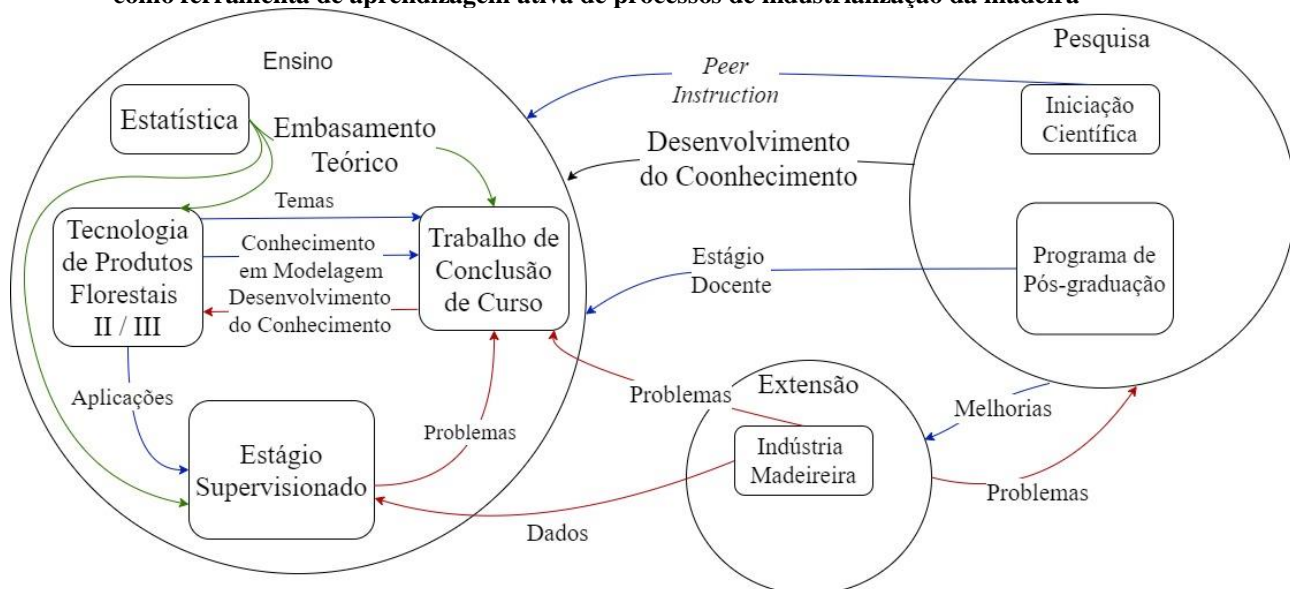 como ferramenta de aprendizagem ativa de processos de industrialização da madeira
Ensino
Estatística
Embasamento
Teórico
Temas
Tecnologia
de Produtos
Florestais
II / III
Conhecimento
em Modelagem
Desenvolvimento
do Conhecimento
Trabalho de
Conclusão
de Curso
Aplicações
Problemas
Estágio
Supervisionado
Peer
Instruction
Desenvolvimento
do Coonhecimento
Estágio
Docente
Pesquisa
Iniciação
Científica
Programa de
Pós-graduação
Problemas
Extensão
Indústria
Madeireira
Melhorias
Problemas
Dados